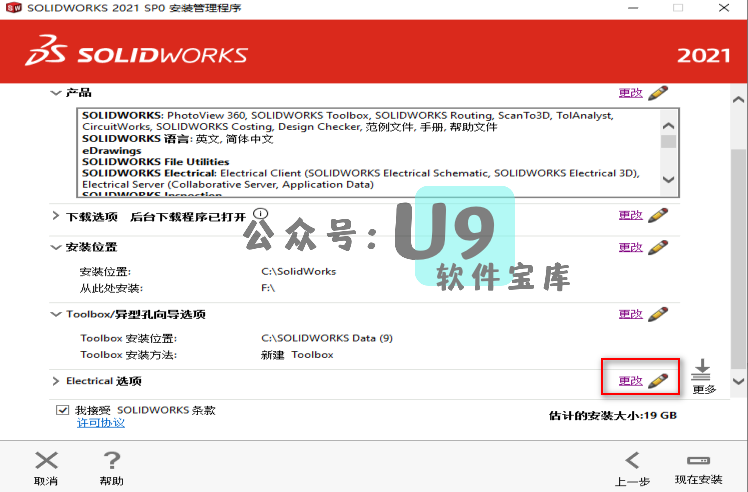 SOLIDWORKS 2021 SP0 安装管理程序
SOLIDWORKS
2021
产品
更改
SOLIDWORKS: PhotoView 360, SOLIDWORKS Toolbox, SOLIDWORKS Routing, ScanTo3D, TolAnalyst,
CircuitWorks, SOLIDWORKS Costing, Design Checker, 范例文件, 手册, 帮助文件
SOLIDWORKS 语言: 英文, 简体中文
eDrawings
SOLIDWORKS File Utilities
SOLIDWORKS Electrical: Electrical Client (SOLIDWORKS Electrical Schematic, SOLIDWORKS Electrical 3D),
Electrical Server (Collaborative Server, Application Data)
SOLIDWORKS Inspection
下载选项 后台下载程序已打开
更改
公众号: U9
软件宝库
安装位置
更改
安装位置: C:\SolidWorks
从此处安装: F:\
Toolbox/异型孔向导选项
更改
Toolbox 安装位置: C:\SOLIDWORKS Data (9)
Toolbox 安装方法: 新建 Toolbox
Electrical 选项
更改
更多
我接受 SOLIDWORKS 条款
许可协议
估计的安装大小:19 GB
取消
帮助
上一步
现在安装